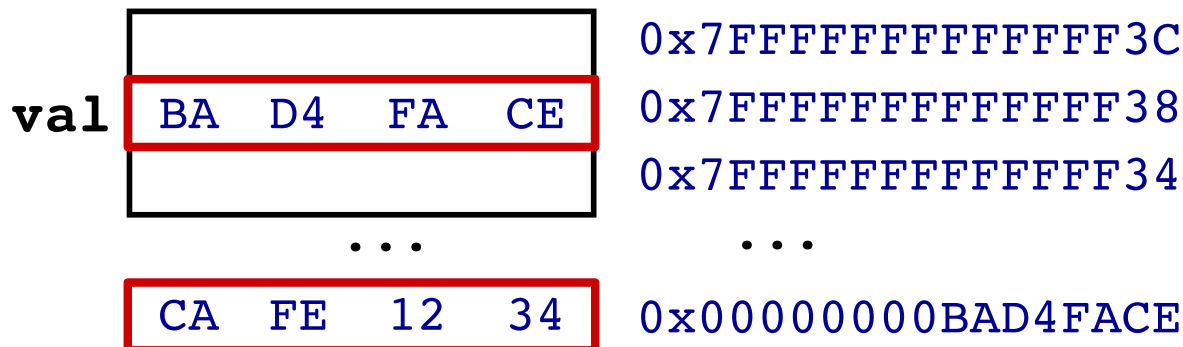 0x7FFFFFFFFFFFFF3C
val BA D4 FA CE 0x7FFFFFFFFFFFFF38
0x7FFFFFFFFFFFFF34
... ...
CA FE 12 34 0x00000000BAD4FACE